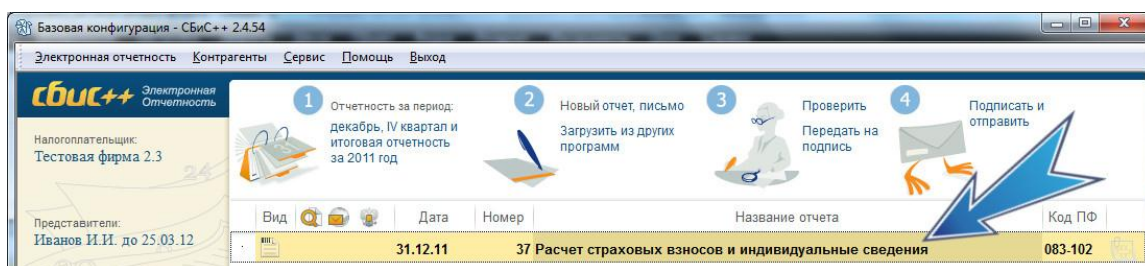 Базовая конфигурация - СБиС++ 2.4.54
Электронная отчетность Контрагенты Сервис Помощь Выход
сбис++ Электронная Отчетность
Налогоплательщик:
Тестовая фирма 2.3
24
Представители:
Иванов И.И. до 25.03.12
1 Отчетность за период:
декабрь, IV квартал и
итоговая отчетность
за 2011 год
2 Новый отчет, письмо
Загрузить из других
программ
3 Проверить
Передать на
подпись
4 Подписать и
отправить
Вид Дата Номер Название отчета Код ПФ
31.12.11 37 Расчет страховых взносов и индивидуальные сведения 083-102